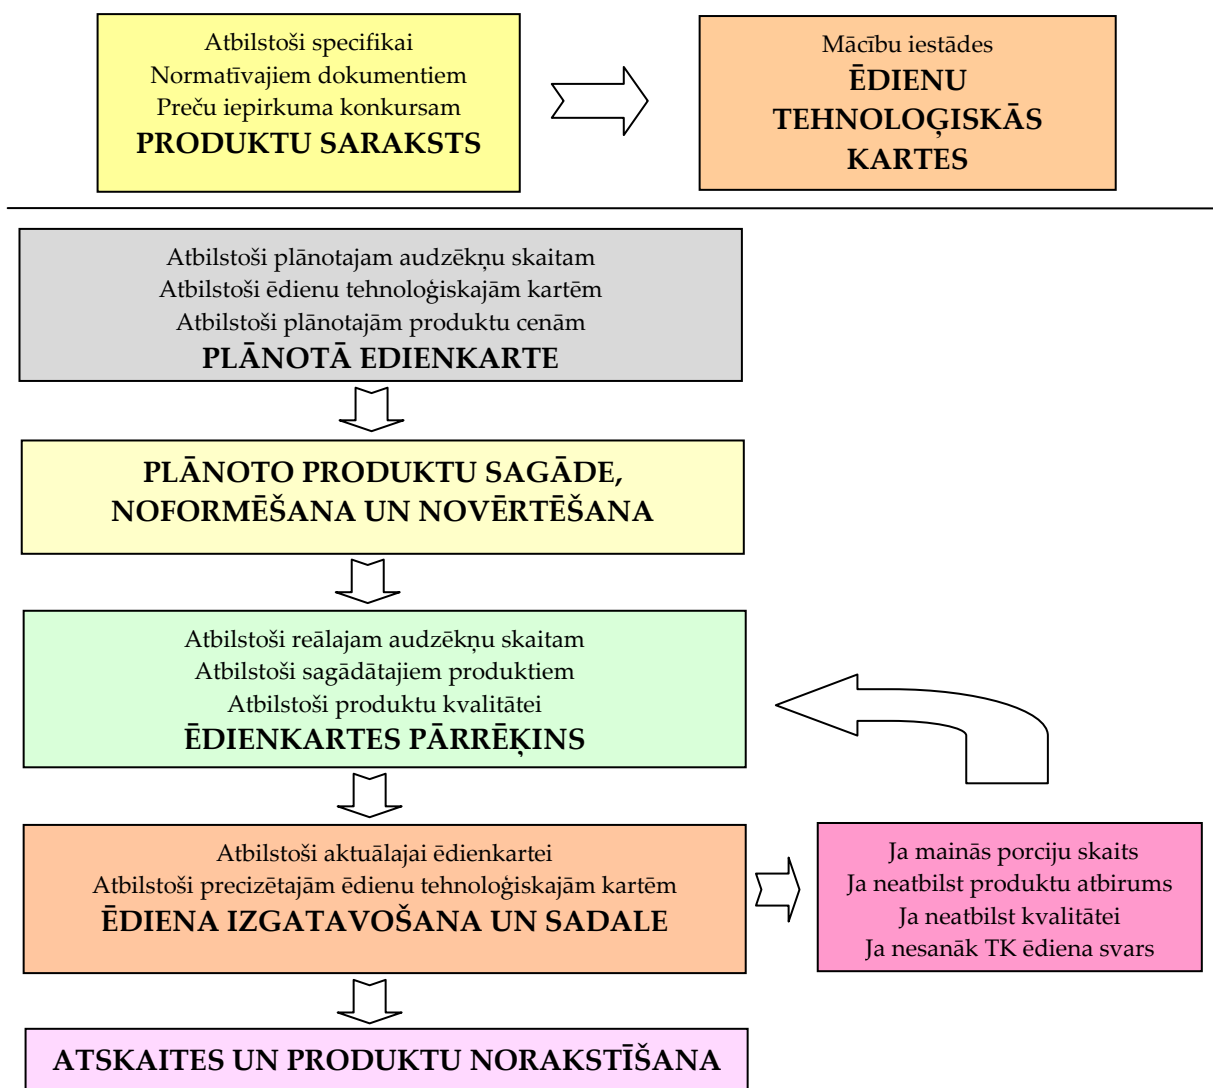 Atbilstoši specifikai
Normatīvajiem dokumentiem
Preču iepirkuma konkursam
PRODUKTU SARAKSTS
Mācību iestādes
ĒDIENU
TEHNOLOĢISKĀS
KARTES
Atbilstoši plānotajam audzēkņu skaitam
Atbilstoši ēdienu tehnoloģiskajām kartēm
Atbilstoši plānotajām produktu cenām
PLĀNOTĀ EDIENKARTE
PLĀNOTO PRODUKTU SAGĀDE,
NOFORMĒŠANA UN NOVĒRTĒŠANA
Atbilstoši reālajam audzēkņu skaitam
Atbilstoši sagādātajiem produktiem
Atbilstoši produktu kvalitātei
ĒDIENKARTES PĀRRĒĶINS
Atbilstoši aktuālajai ēdienkartei
Atbilstoši precizētajām ēdienu tehnoloģiskajām kartēm
ĒDIENA IZGATAVOŠANA UN SADALE
Ja mainās porciju skaits
Ja neatbilst produktu atbirums
Ja neatbilst kvalitātei
Ja nesanāk TK ēdiena svars
ATSKAITES UN PRODUKTU NORAKSTĪŠANA